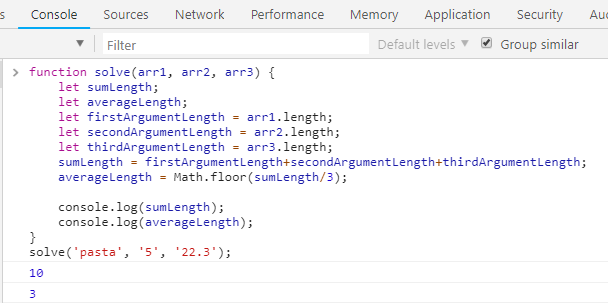 s Console Sources Network Performance Memory Application Security Au
Filter Default levels Group similar
> function solve(arr1, arr2, arr3) {
let sumLength;
let averageLength;
let firstArgumentLength = arr1.length;
let secondArgumentLength = arr2.length;
let thirdArgumentLength = arr3.length;
sumLength = firstArgumentLength+secondArgumentLength+thirdArgumentLength;
averageLength = Math.floor(sumLength/3);
console.log(sumLength);
console.log(averageLength);
}
solve('pasta', '5', '22.3');
10
3